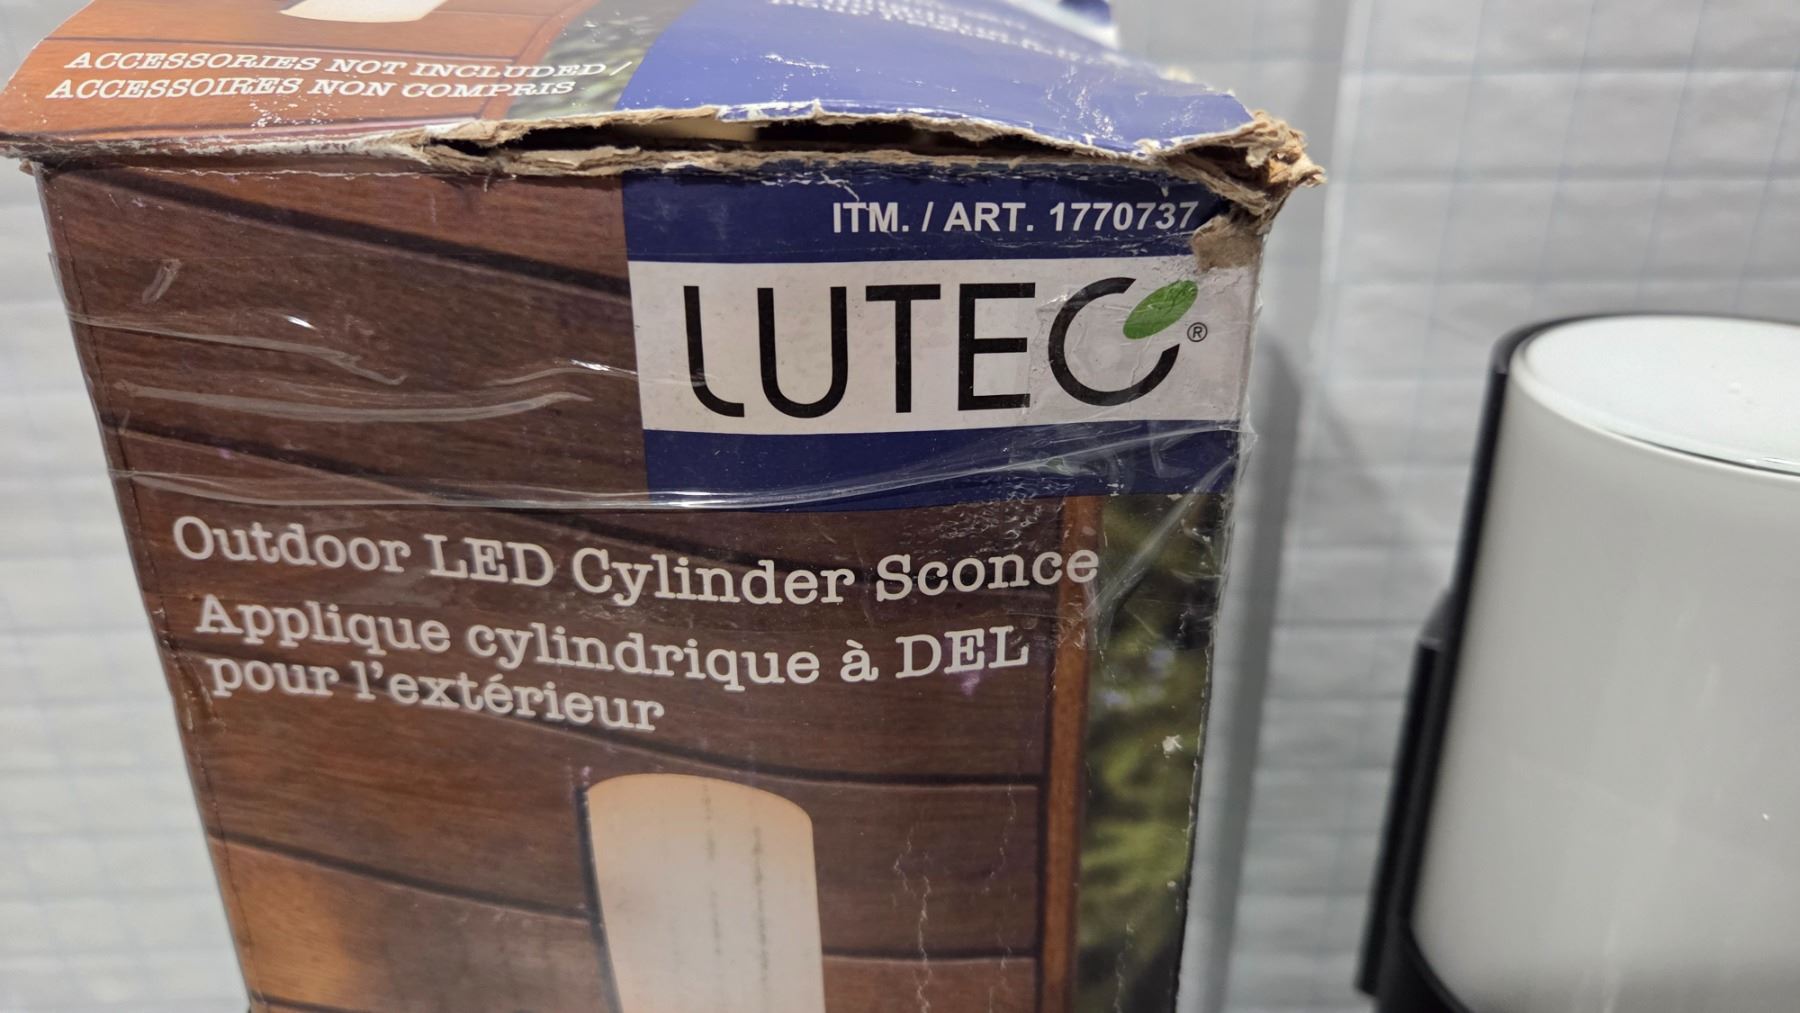 ACCESSORIES NOT INCLUDED /
ACCESSOIRES NON COMPRIS
ITM. / ART. 1770737
LUTEC®
Outdoor LED Cylinder Sconce
Applique cylindrique à DEL
pour l'extérieur